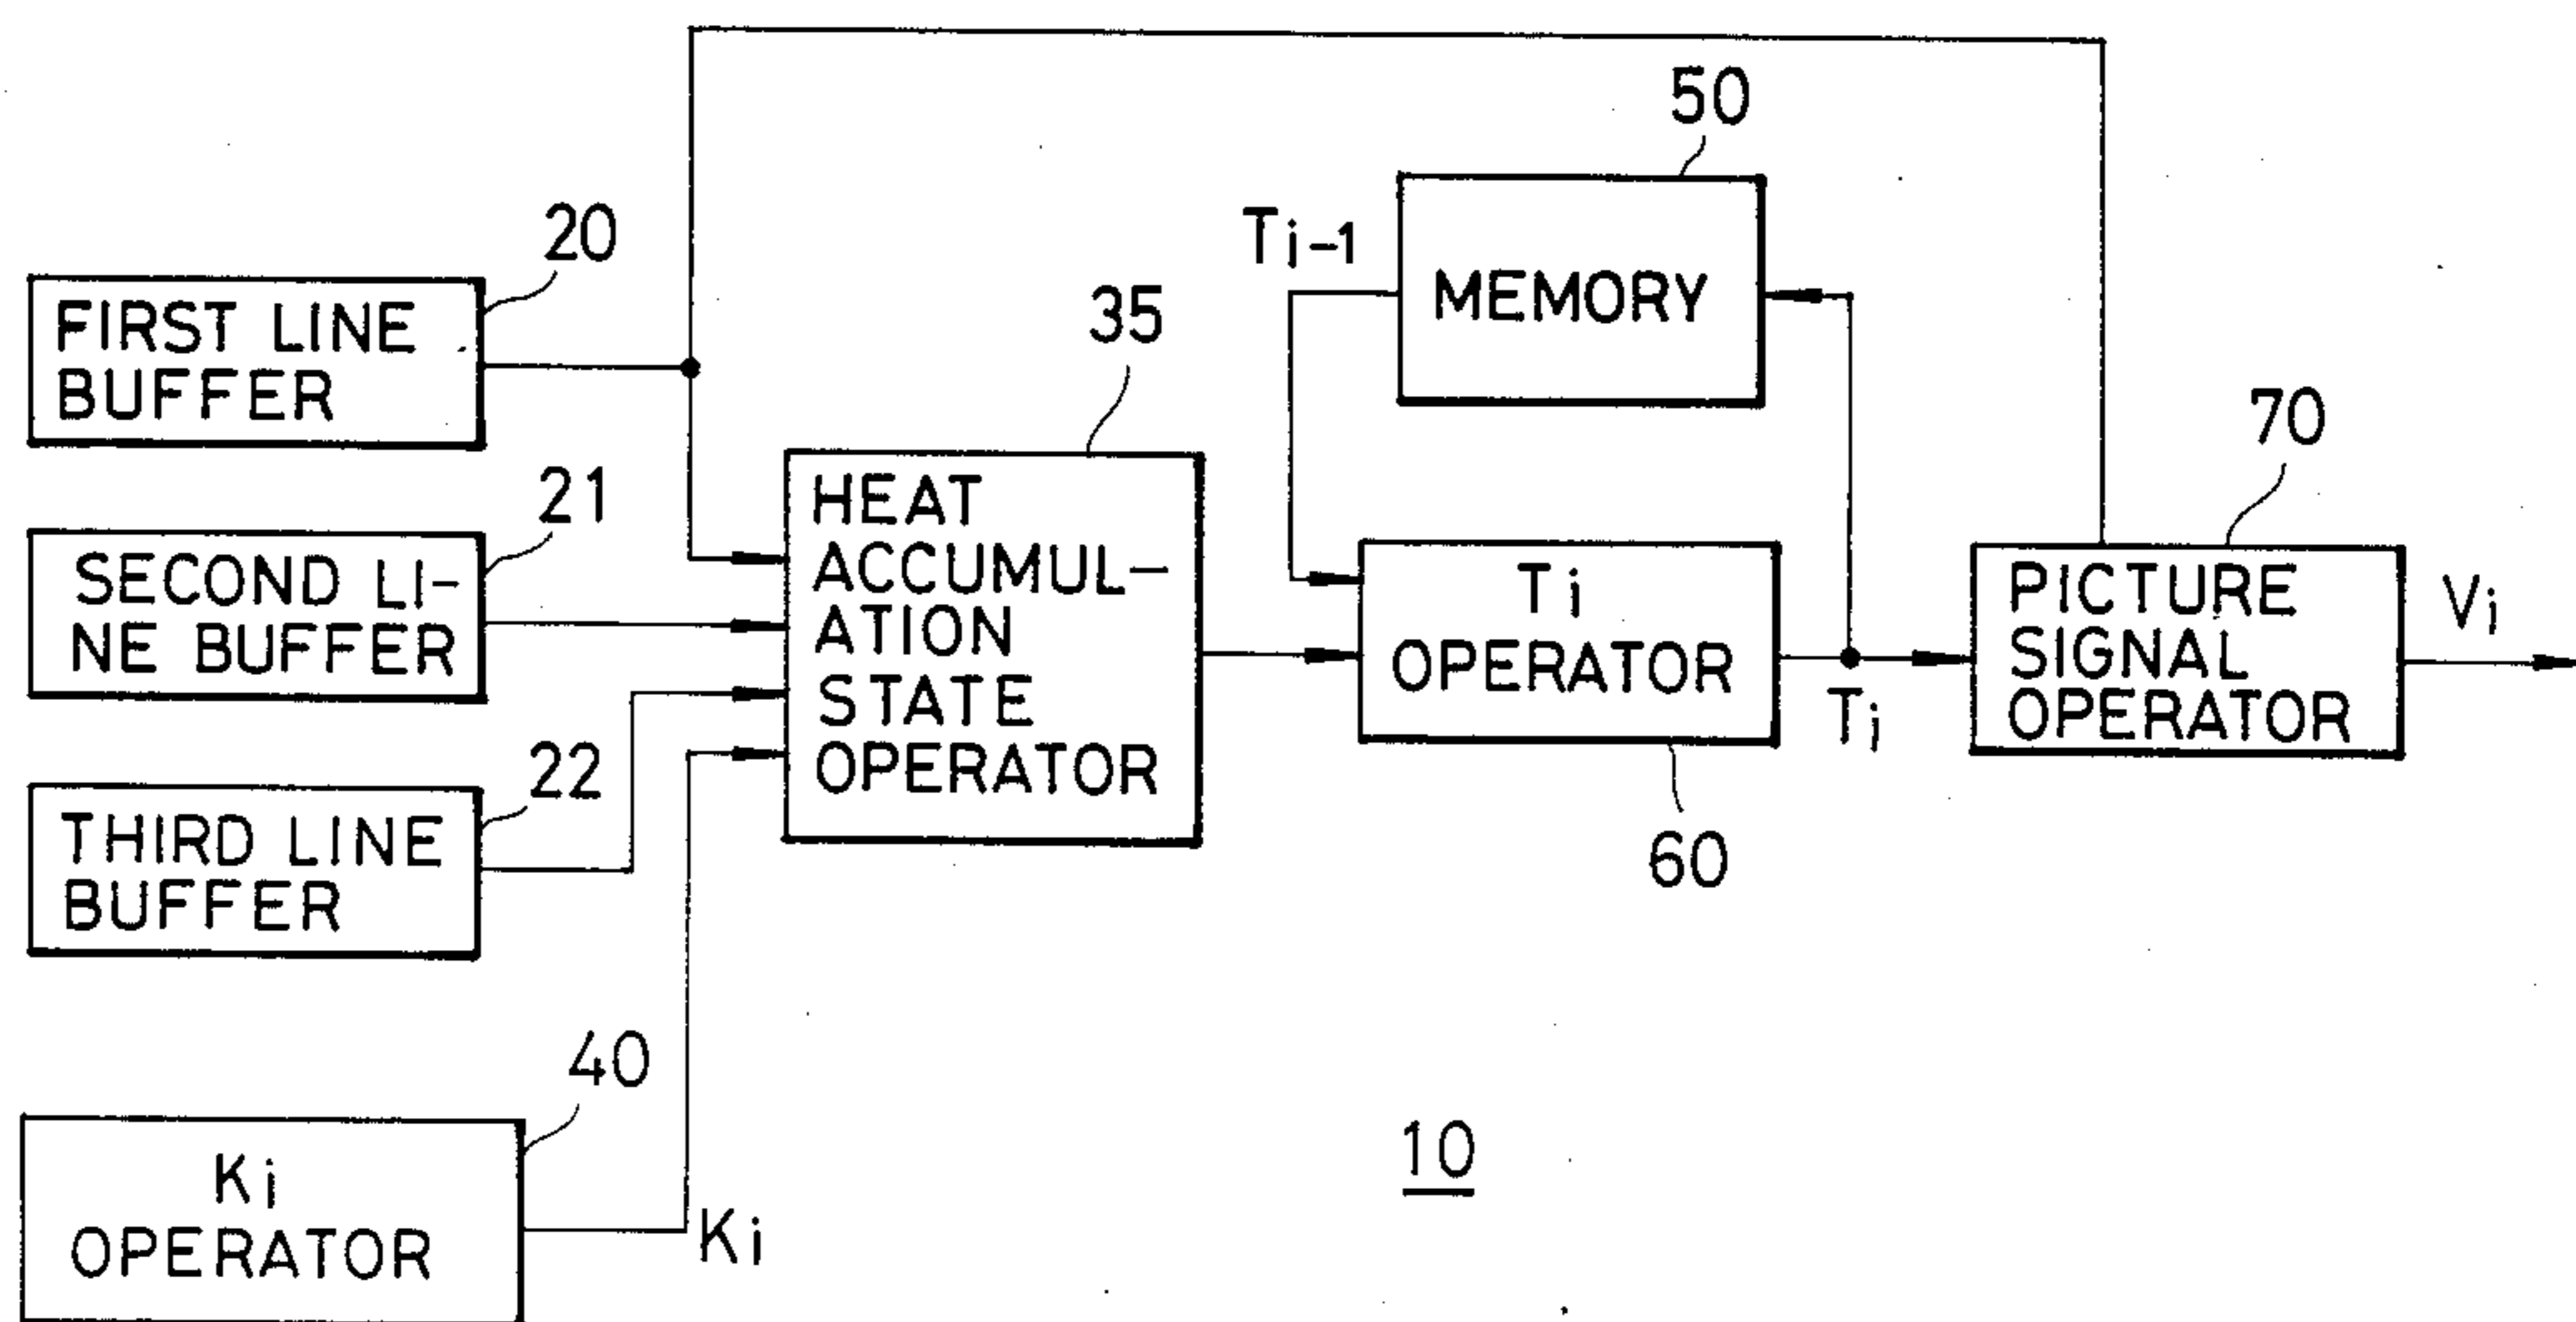 50
20
Ti-1
MEMORY
FIRST LINE
BUFFER
35
70
21
SECOND LI-
NE BUFFER
HEAT
ACCUMUL-
ATION
STATE
OPERATOR
Ti
OPERATOR
Ti
PICTURE
SIGNAL
OPERATOR
Vi
22
THIRD LINE
BUFFER
60
40
Ki
OPERATOR
Ki
10